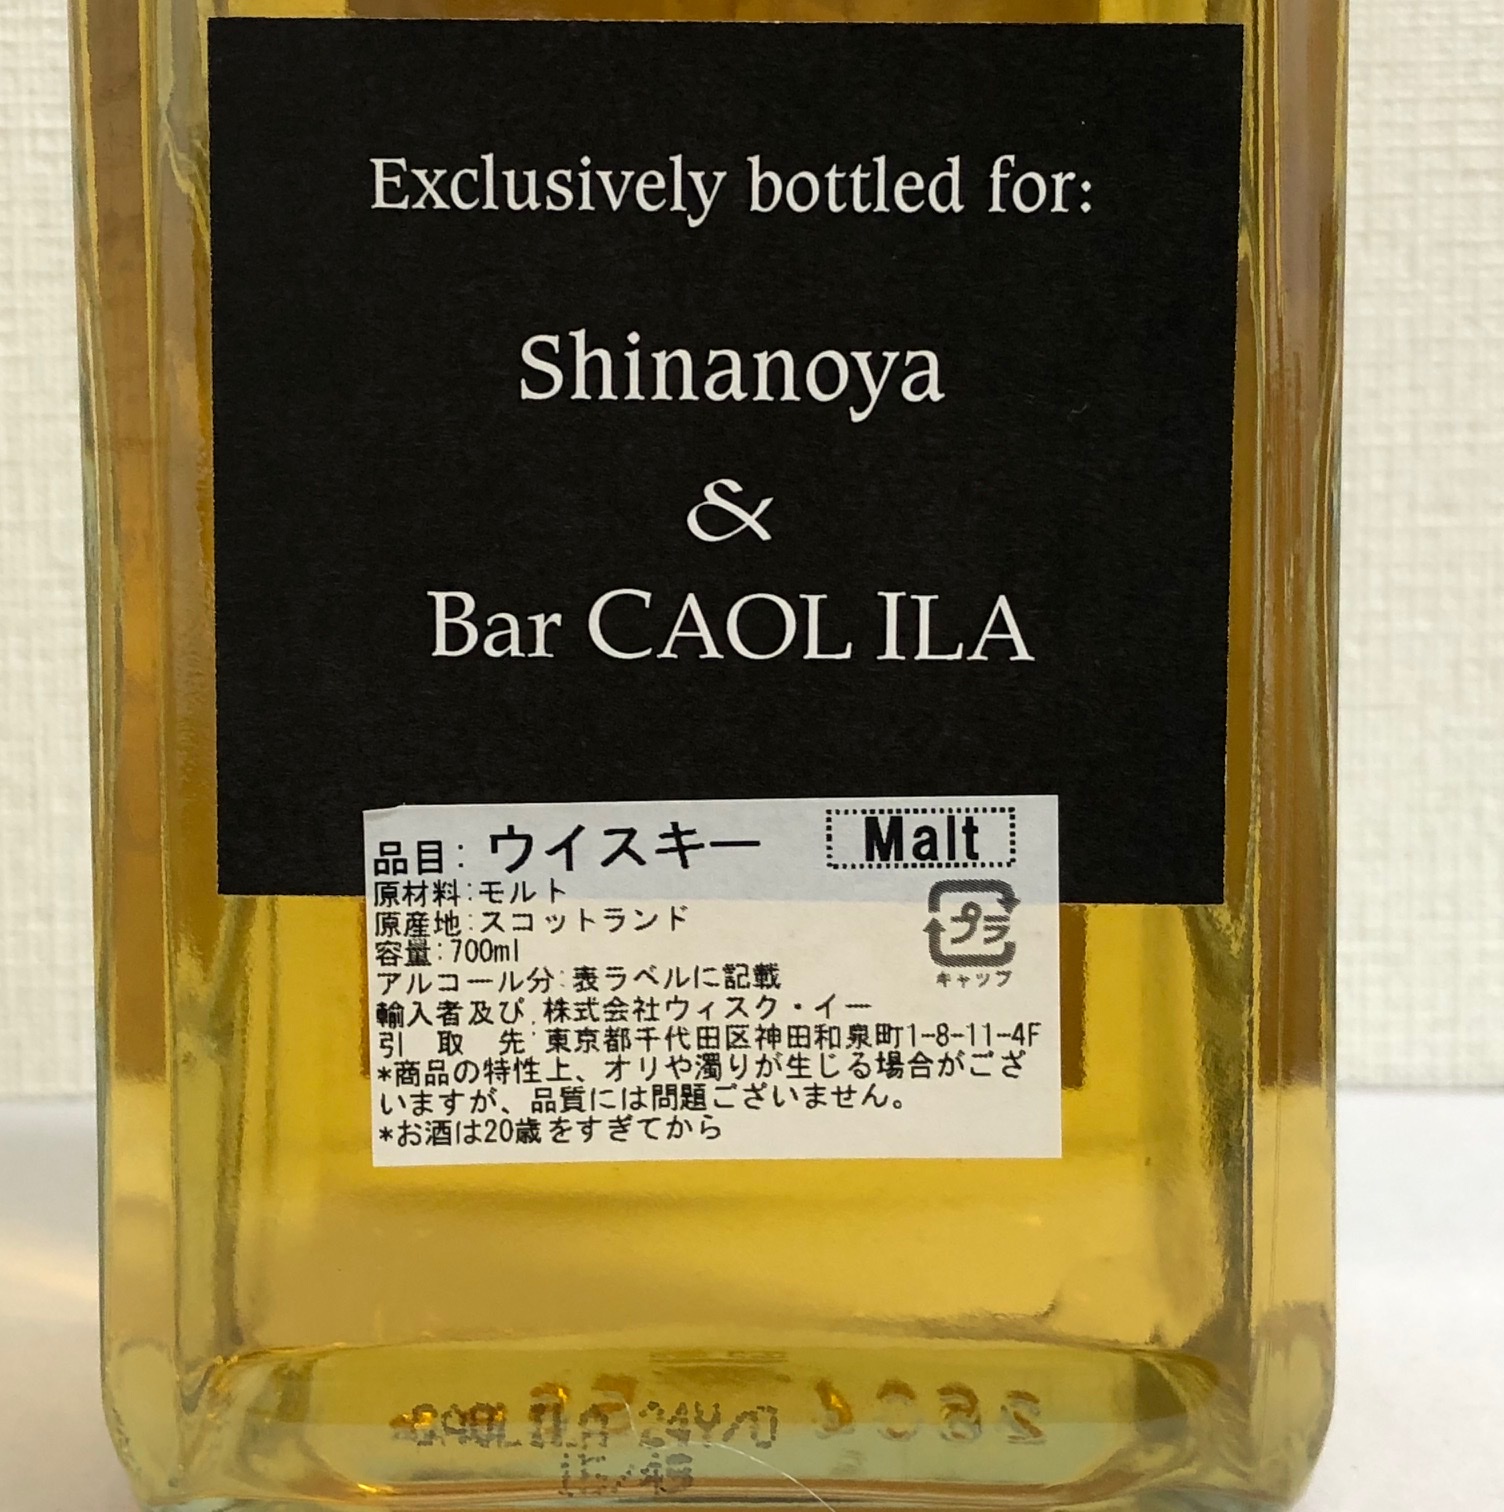 Exclusively bottled for:
Shinanoya
&
Bar CAOL ILA
品目: ウイスキー Malt
原材料:モルト
原産地:スコットランド
容量:700ml
プラ
キャップ
アルコール分:表ラベルに記載
輸入者及び 株式会社ウィスク・イー
引 取 先:東京都千代田区神田和泉町1-8-11-4F
*商品の特性上、オリや濁りが生じる場合がござ
いますが、品質には問題ございません。
*お酒は20歳をすぎてから